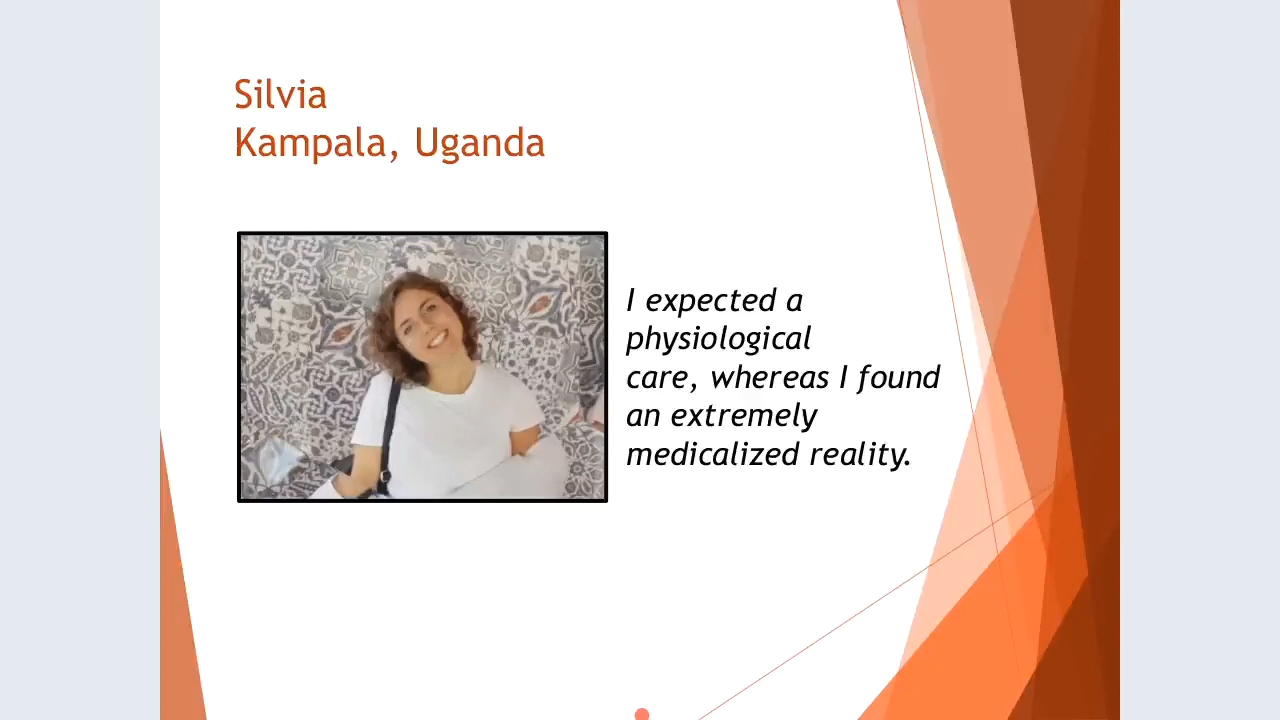 Silvia
Kampala, Uganda
I expected a
physiological
care, whereas I found
an extremely
medicalized reality.